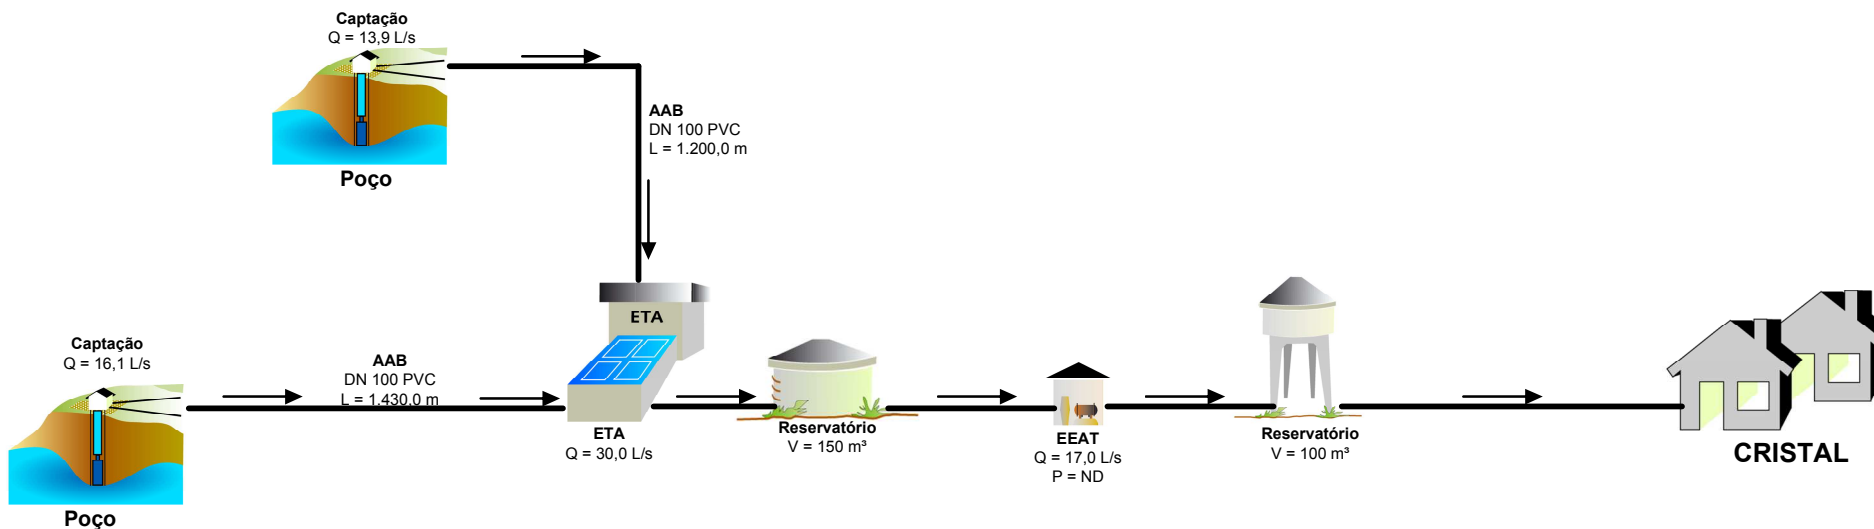 Captação
Q = 13,9 L/s
Poço
AAB
DN 100 PVC
L = 1.200,0 m
ETA
Captação
Q = 16,1 L/s
Poço
AAB
DN 100 PVC
L = 1.430,0 m
ETA
Q = 30,0 L/s
Reservatório
V = 150 m³
EEAT
Q = 17,0 L/s
P = ND
Reservatório
V = 100 m³
CRISTAL